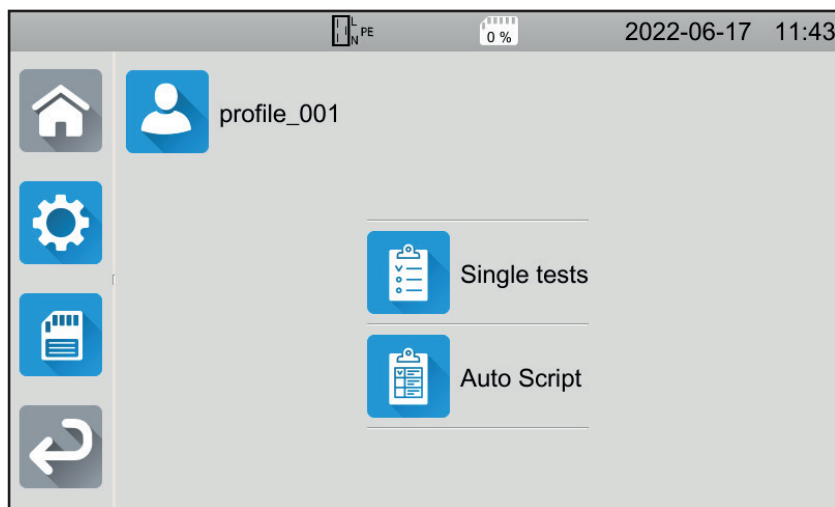 L
N PE
0 %
2022-06-17 11:43
profile_001
Single tests
Auto Script